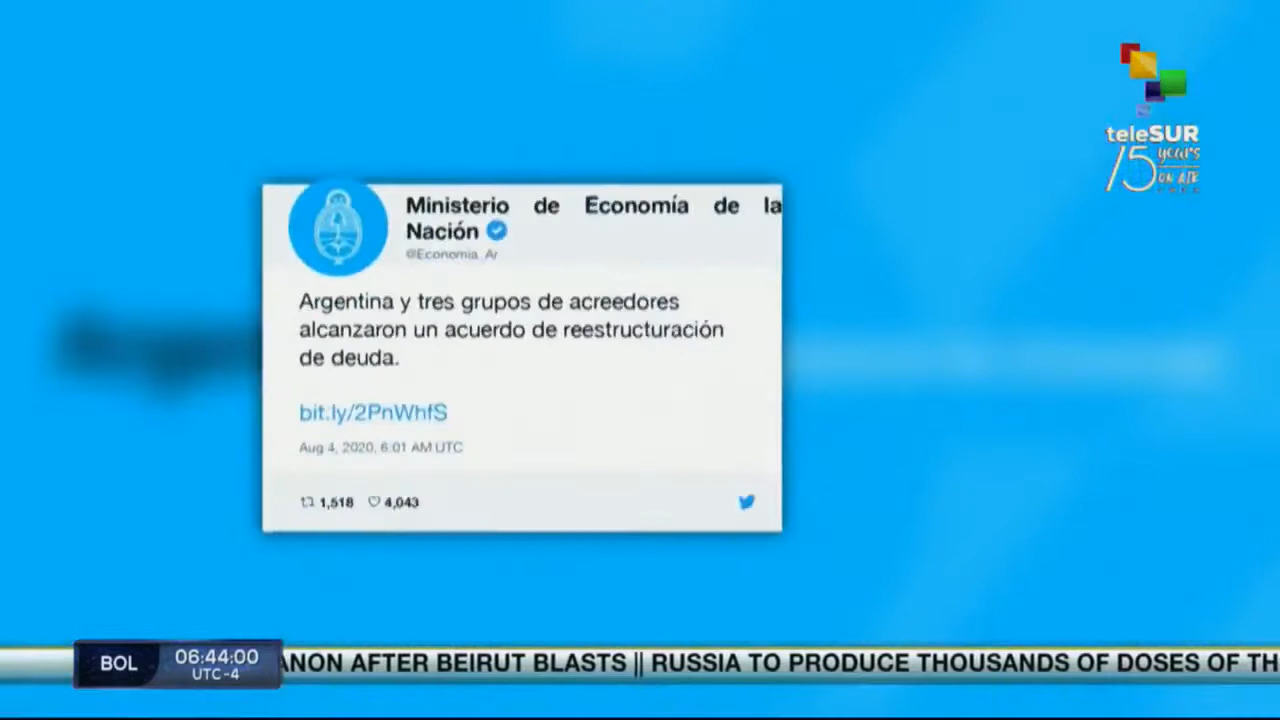 teleSUR
15 years
ON AIR
Ministerio de Economía de la
Nación
@Economia_Ar
Argentina y tres grupos de acreedores
alcanzaron un acuerdo de reestructuración
de deuda.
bit.ly/2PnWhfS
Aug 4, 2020, 6:01 AM UTC
1,518 4,043
BOL
06:44:00
UTC-4
ANON AFTER BEIRUT BLASTS || RUSSIA TO PRODUCE THOUSANDS OF DOSES OF TH